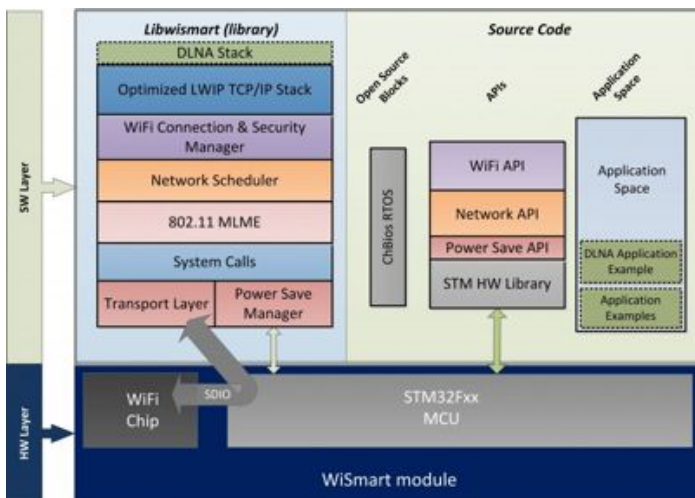 Libwismart (library)
Source Code
DLNA Stack
Optimized LWIP TCP/IP Stack
WiFi Connection & Security
Manager
Network Scheduler
802.11 MLME
System Calls
Transport Layer
Power Save
Manager
Open Source
Blocks
APIs
Application
Space
ChBios RTOS
WiFi API
Network API
Power Save API
STM HW Library
Application
Space
DLNA Application
Example
Application
Examples
SW Layer
HW Layer
WiFi
Chip
SDIO
STM32Fxx
MCU
WiSmart module